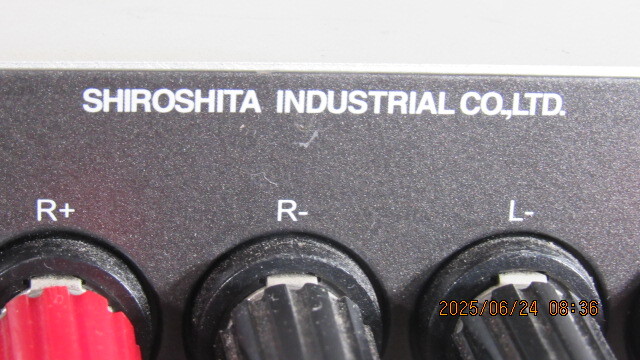 SHIROSHITA INDUSTRIAL CO.,LTD.
R+ R- L-
2025/06/24 08:36